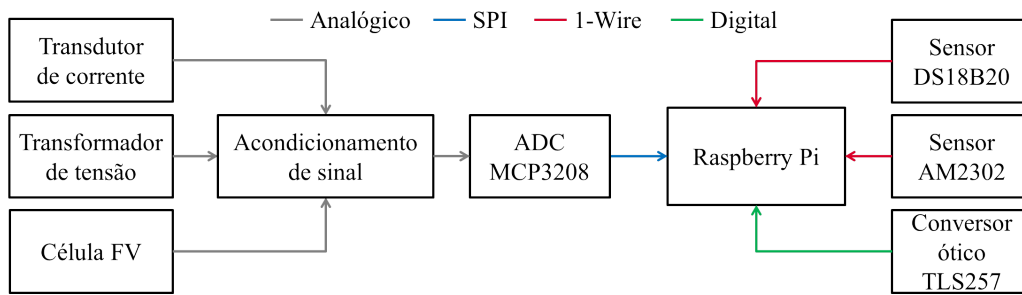 Analógico SPI 1-Wire Digital
Transdutor
de corrente
Transformador
de tensão
Célula FV
Acondicionamento
de sinal
ADC
MCP3208
Raspberry Pi
Sensor
DS18B20
Sensor
AM2302
Conversor
ótico
TLS257